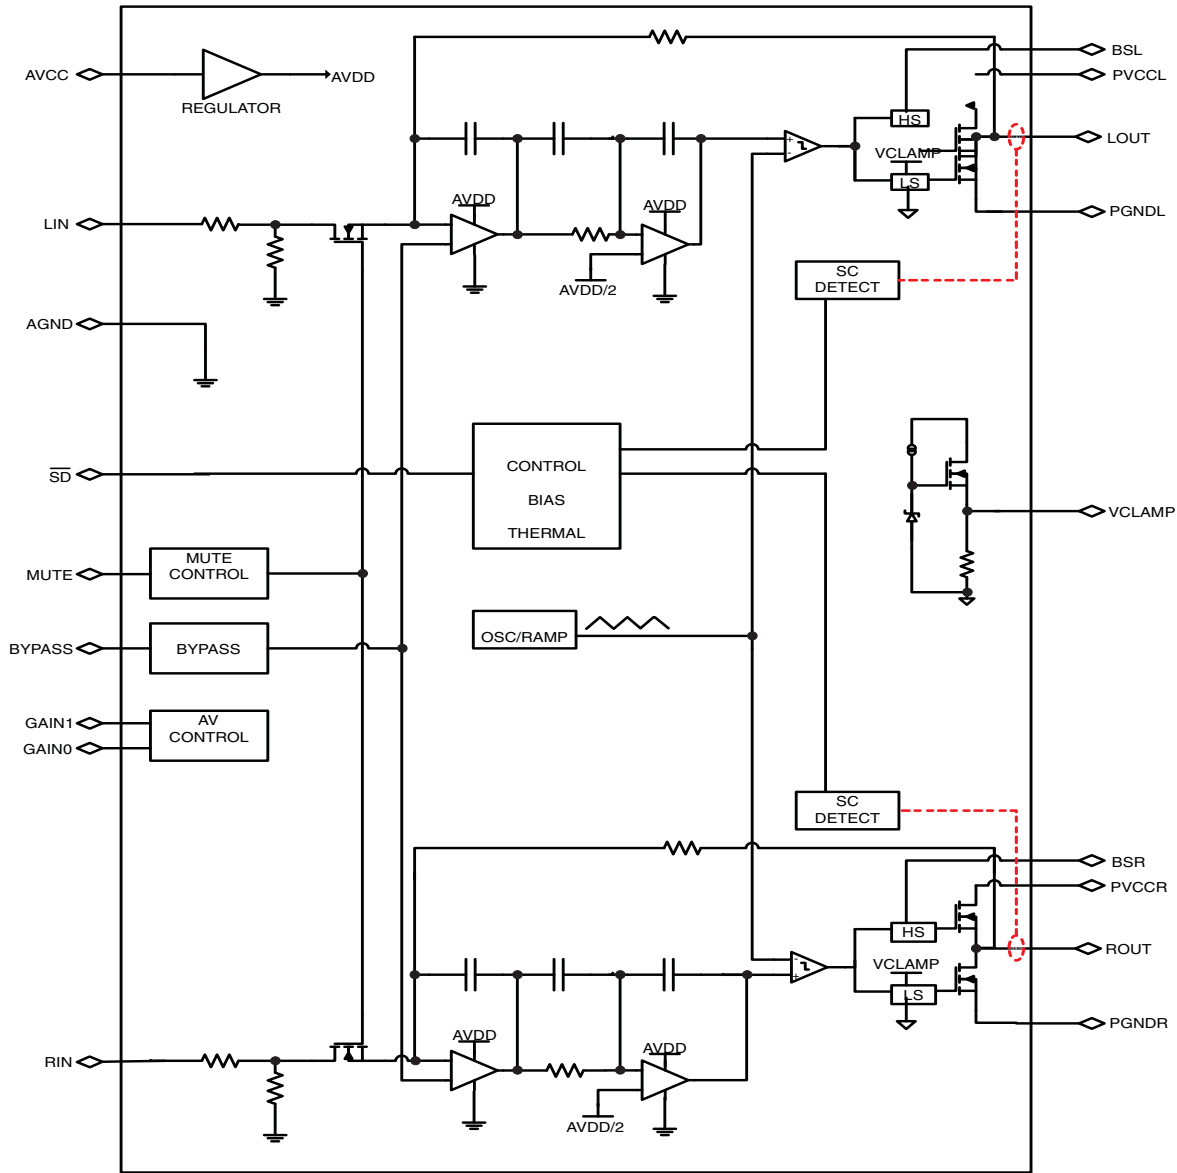 BSL
AVCC
AVDD
PVCCL
REGULATOR
HS
LOUT
VCLAMP
LS
AVDD
AVDD
LIN
PGNDL
SC
DETECT
AVDD/2
AGND
CONTROL
BIAS
THERMAL
SD
VCLAMP
MUTE
MUTE
CONTROL
BYPASS
BYPASS
OSC/RAMP
GAIN1
GAIN0
AV
CONTROL
SC
DETECT
BSR
PVCCR
HS
ROUT
VCLAMP
LS
PGNDR
AVDD
AVDD
RIN
AVDD/2
+
-
-
+